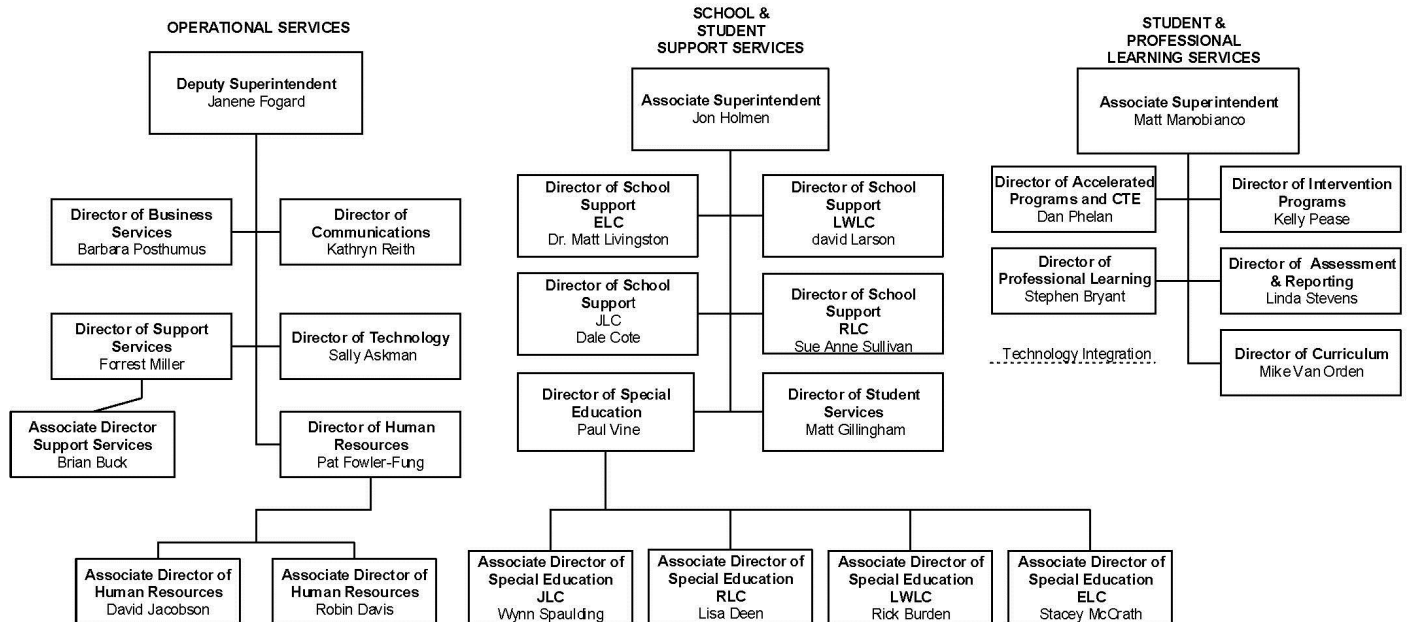 OPERATIONAL SERVICES
Deputy Superintendent
Janene Fogard
Director of Business
Services
Barbara Posthumus
Director of
Communications
Kathryn Reith
Director of Support
Services
Forrest Miller
Director of Technology
Sally Askman
Associate Director
Support Services
Brian Buck
Director of Human
Resources
Pat Fowler-Fung
Associate Director of
Human Resources
David Jacobson
Associate Director of
Human Resources
Robin Davis
SCHOOL &
STUDENT
SUPPORT SERVICES
Associate Superintendent
Jon Holmen
Director of School
Support
ELC
Dr. Matt Livingston
Director of School
Support
LWLC
david Larson
Director of School
Support
JLC
Dale Cote
Director of School
Support
RLC
Sue Anne Sullivan
Director of Special
Education
Paul Vine
Director of Student
Services
Matt Gillingham
Associate Director of
Special Education
JLC
Wynn Spaulding
Associate Director of
Special Education
RLC
Lisa Deen
Associate Director of
Special Education
LWLC
Rick Burden
Associate Director of
Special Education
ELC
Stacey McCrath
STUDENT &
PROFESSIONAL
LEARNING SERVICES
Associate Superintendent
Matt Manobianco
Director of Accelerated
Programs and CTE
Dan Phelan
Director of Intervention
Programs
Kelly Pease
Director of
Professional Learning
Stephen Bryant
Director of Assessment
& Reporting
Linda Stevens
Technology Integration
Director of Curriculum
Mike Van Orden